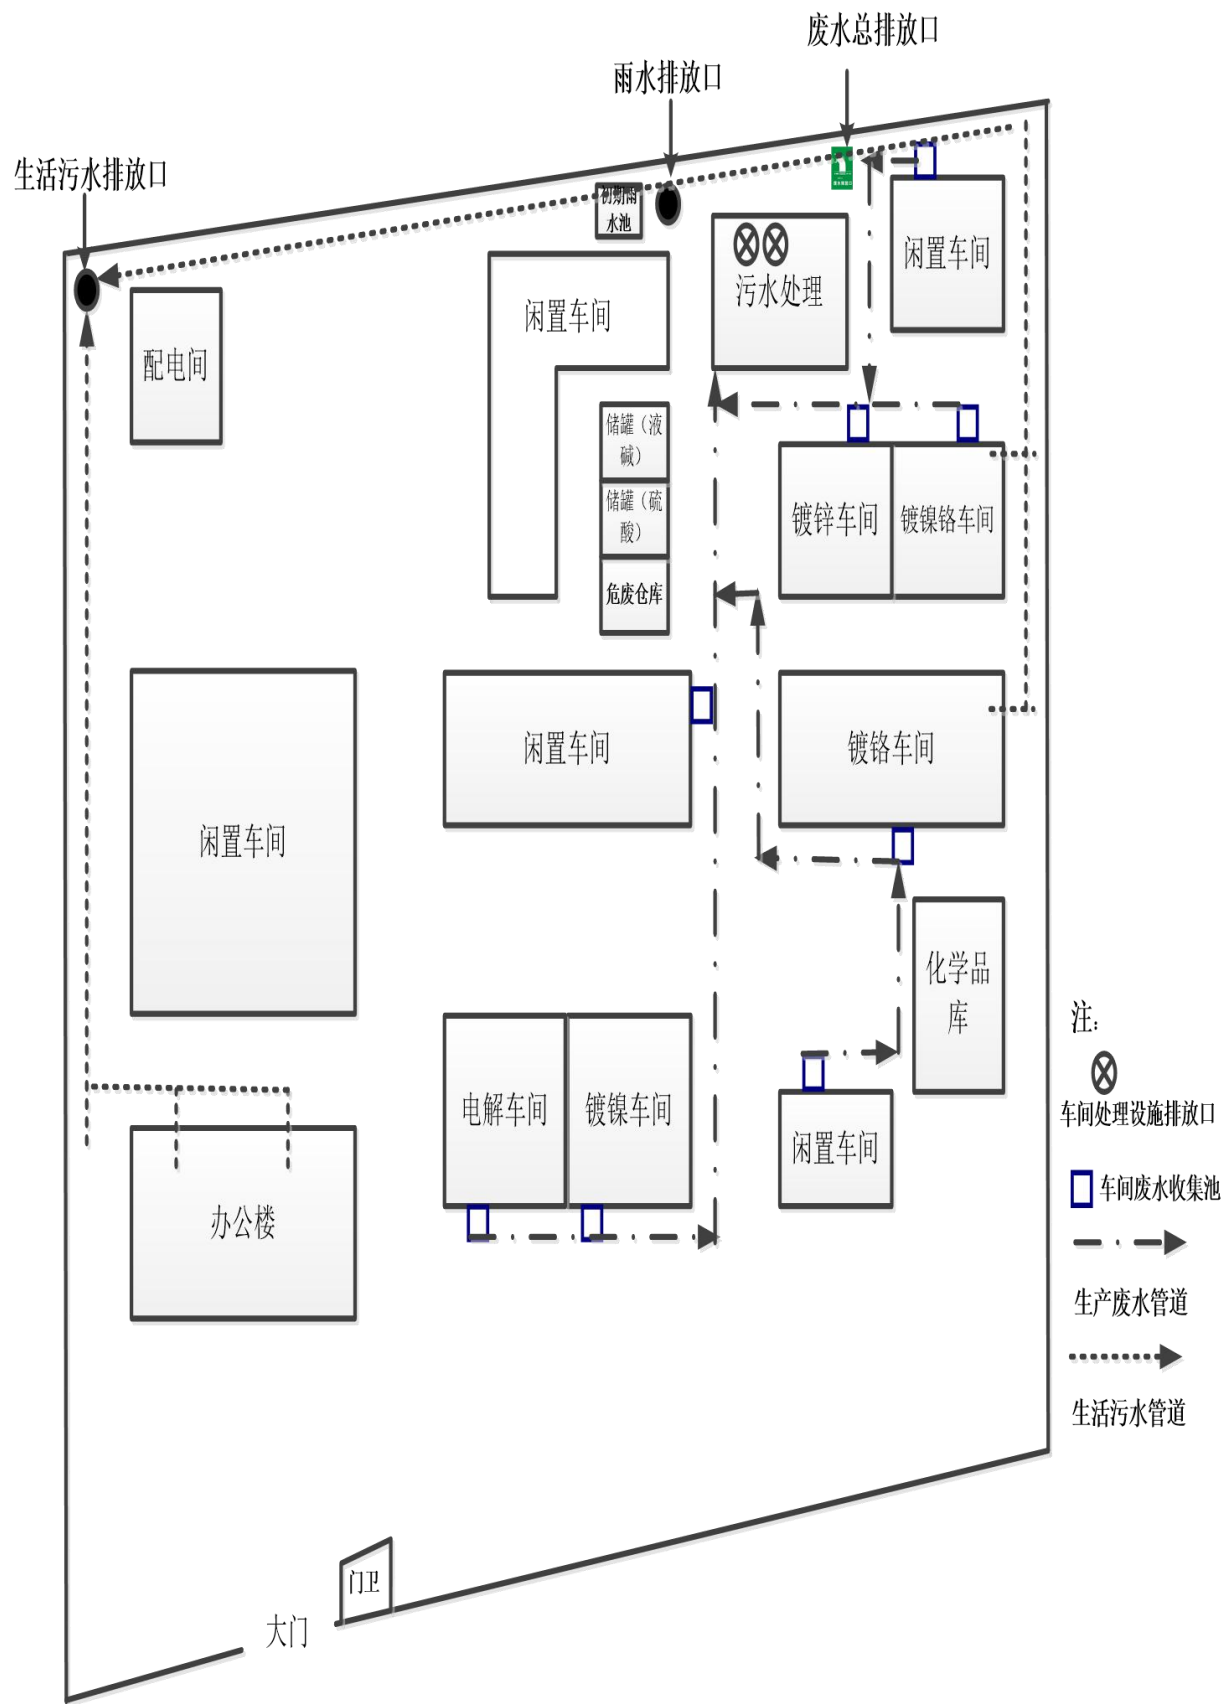 废水总排放口
雨水排放口
生活污水排放口
初期雨
水池
闲置车间
污水处理
闲置车间
配电间
储罐（液
碱）
储罐（硫
酸）
危废仓库
镀锌车间
镀镍铬车间
闲置车间
闲置车间
镀铬车间
化学品
库
电解车间
镀镍车间
闲置车间
办公楼
注:
车间处理设施排放口
车间废水收集池
生产废水管道
生活污水管道
门卫
大门